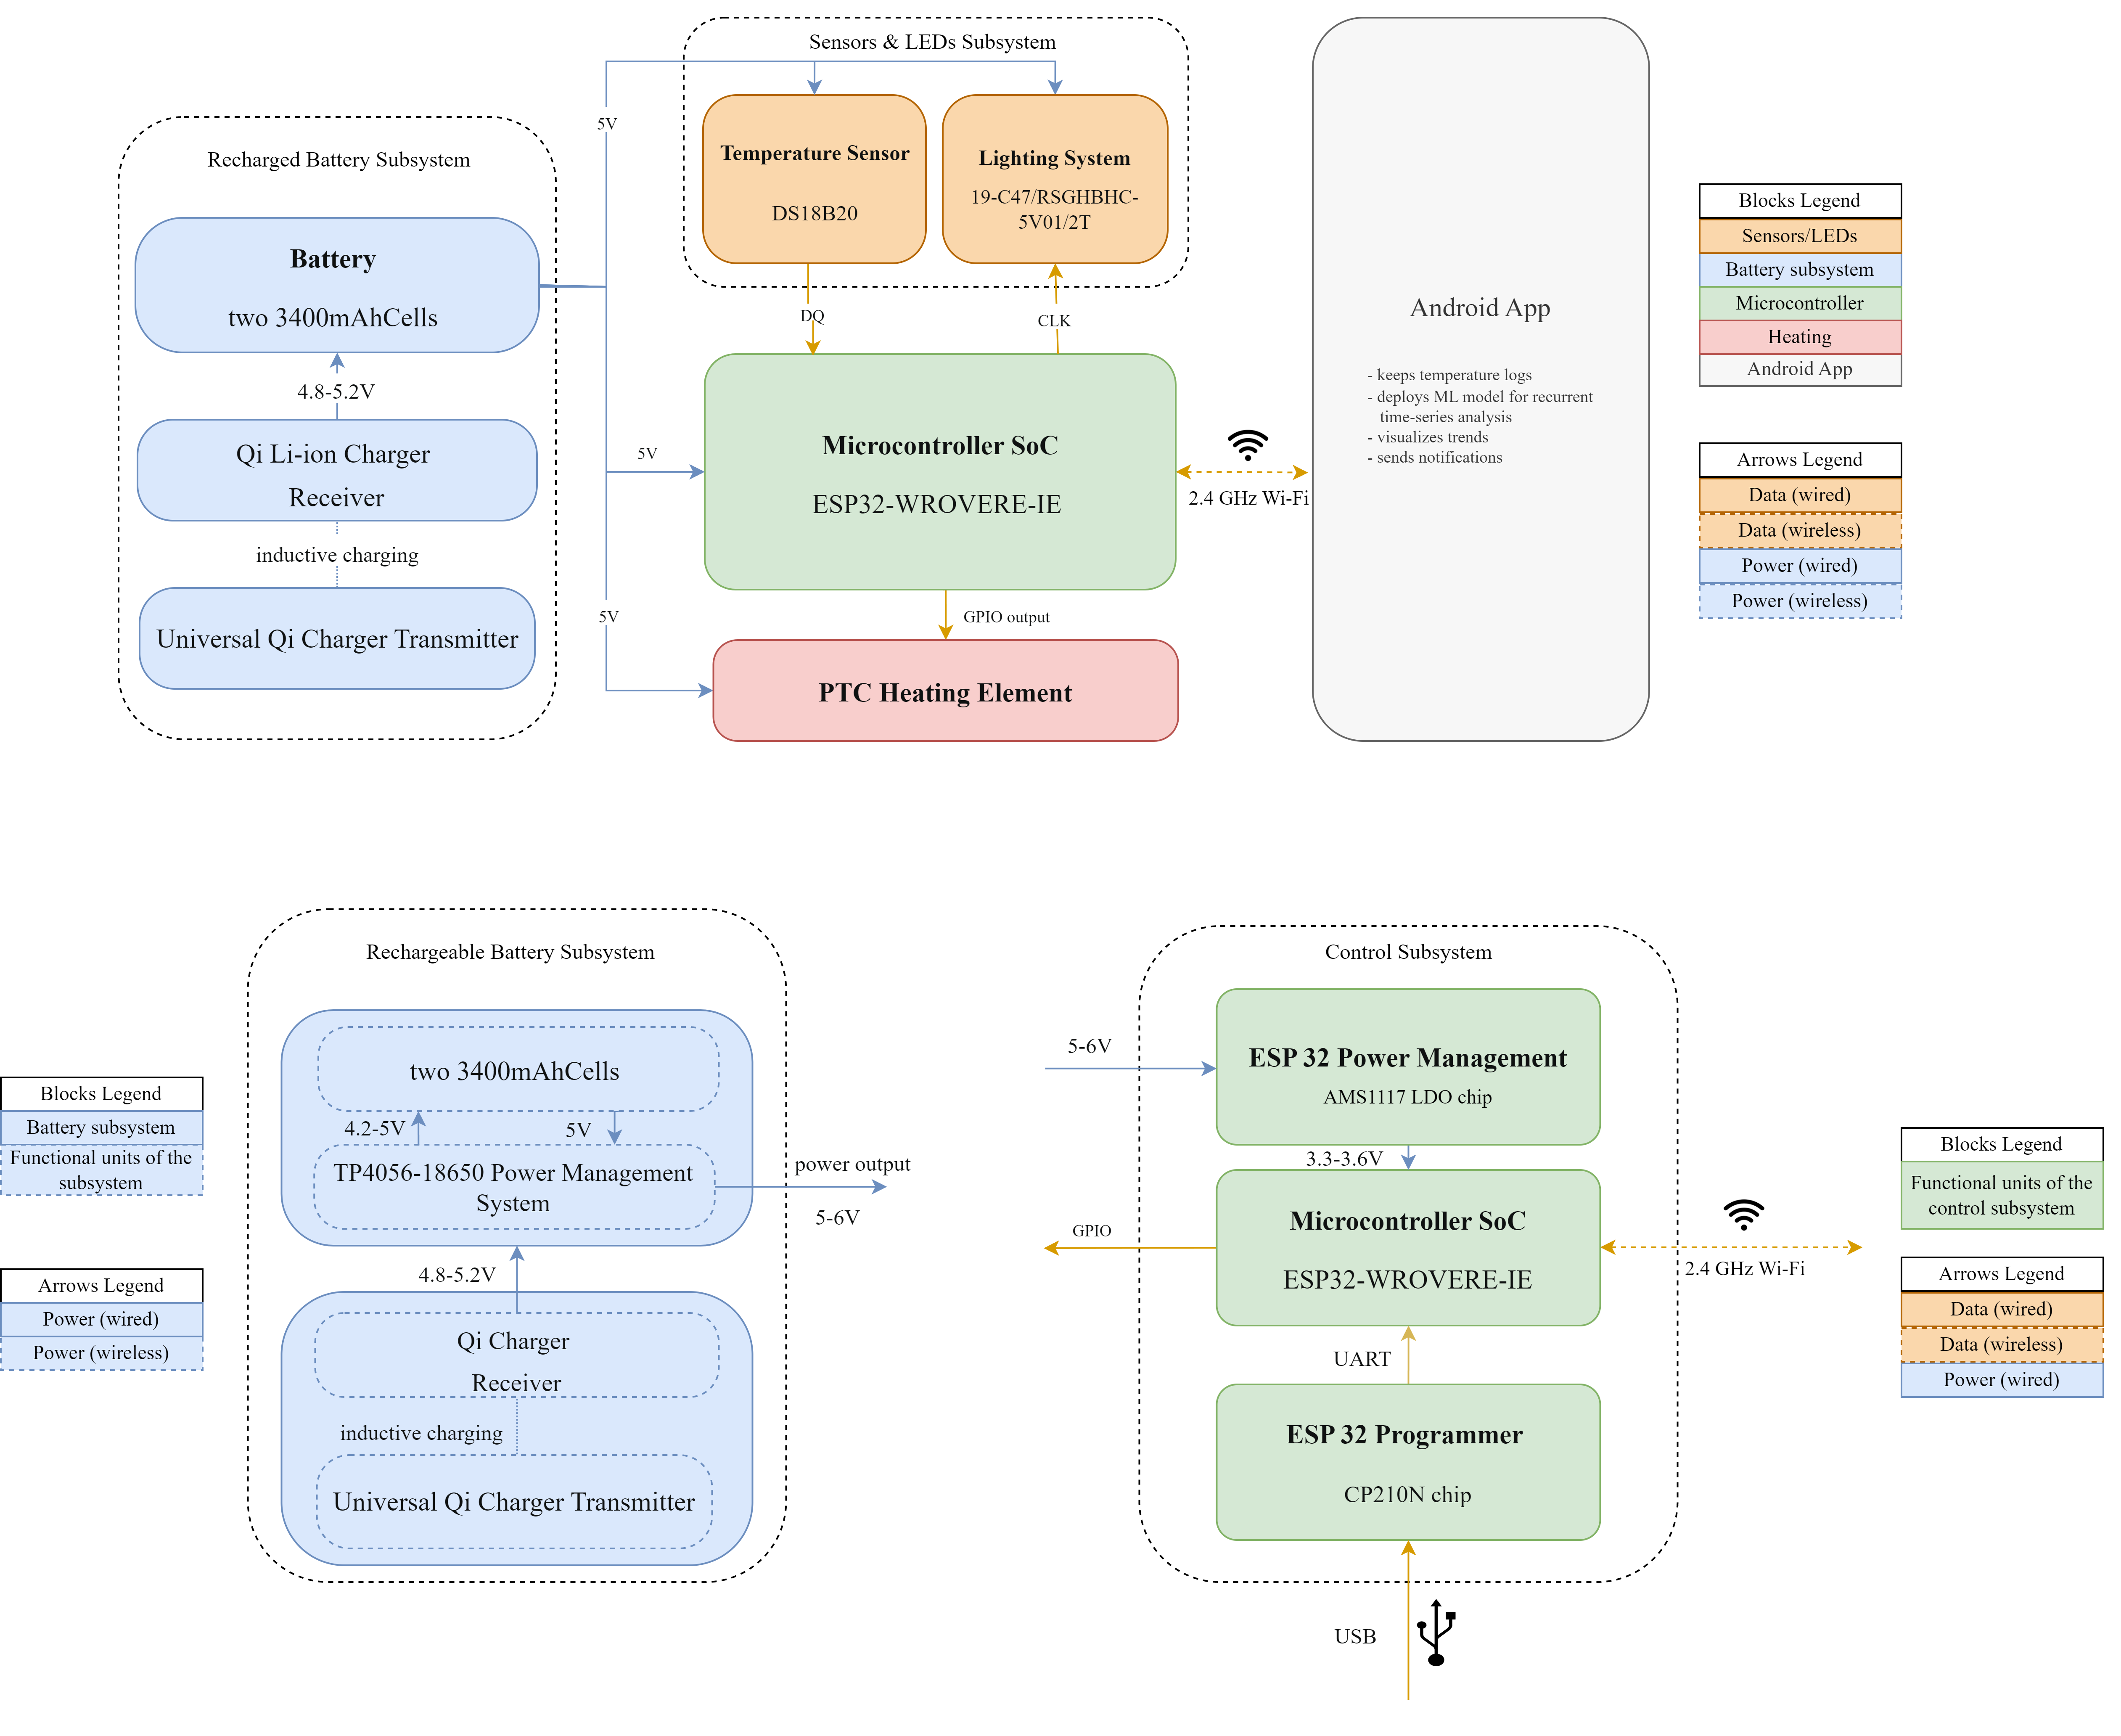 Sensors & LEDs Subsystem
5V
Temperature Sensor
DS18B20
Lighting System
19-C47/RSGHBHC-
5V01/2T
Recharged Battery Subsystem
Battery
two 3400mAhCells
4.8-5.2V
Qi Li-ion Charger
Receiver
inductive charging
Universal Qi Charger Transmitter
DQ
CLK
5V
Microcontroller SoC
ESP32-WROVERE-IE
2.4 GHz Wi-Fi
5V
GPIO output
PTC Heating Element
Android App
- keeps temperature logs
- deploys ML model for recurrent
time-series analysis
- visualizes trends
- sends notifications
Blocks Legend
Sensors/LEDs
Battery subsystem
Microcontroller
Heating
Android App
Arrows Legend
Data (wired)
Data (wireless)
Power (wired)
Power (wireless)
Blocks Legend
Battery subsystem
Functional units of the
subsystem
Arrows Legend
Power (wired)
Power (wireless)
Rechargeable Battery Subsystem
two 3400mAhCells
4.2-5V
5V
TP4056-18650 Power Management
System
power output
5-6V
4.8-5.2V
Qi Charger
Receiver
inductive charging
Universal Qi Charger Transmitter
Control Subsystem
5-6V
ESP 32 Power Management
AMS1117 LDO chip
3.3-3.6V
Microcontroller SoC
ESP32-WROVERE-IE
GPIO
2.4 GHz Wi-Fi
UART
ESP 32 Programmer
CP210N chip
USB
Blocks Legend
Functional units of the
control subsystem
Arrows Legend
Data (wired)
Data (wireless)
Power (wired)